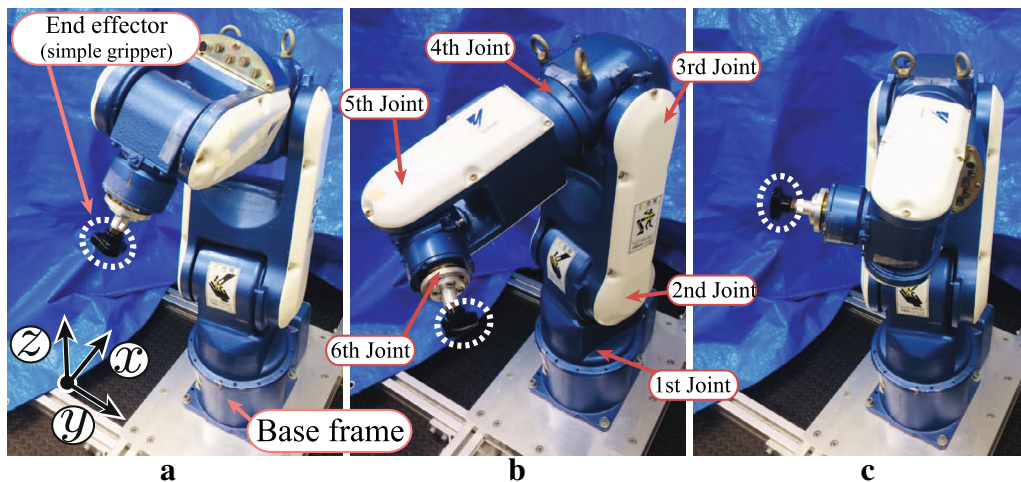 End effector
(simple gripper)
z
x
y
Base frame
a
4th Joint
3rd Joint
5th Joint
2nd Joint
6th Joint
1st Joint
b
c